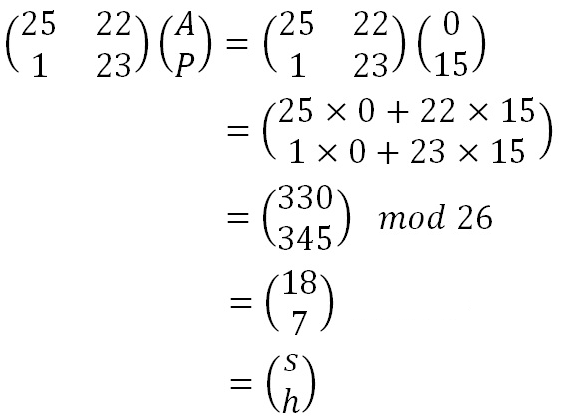 (25 22) (A) = (25 22) (0)
(1 23) (P) (1 23) (15)
= (25 × 0 + 22 × 15)
(1 × 0 + 23 × 15)
= (330) mod 26
(345)
= (18)
(7)
= (s)
(h)